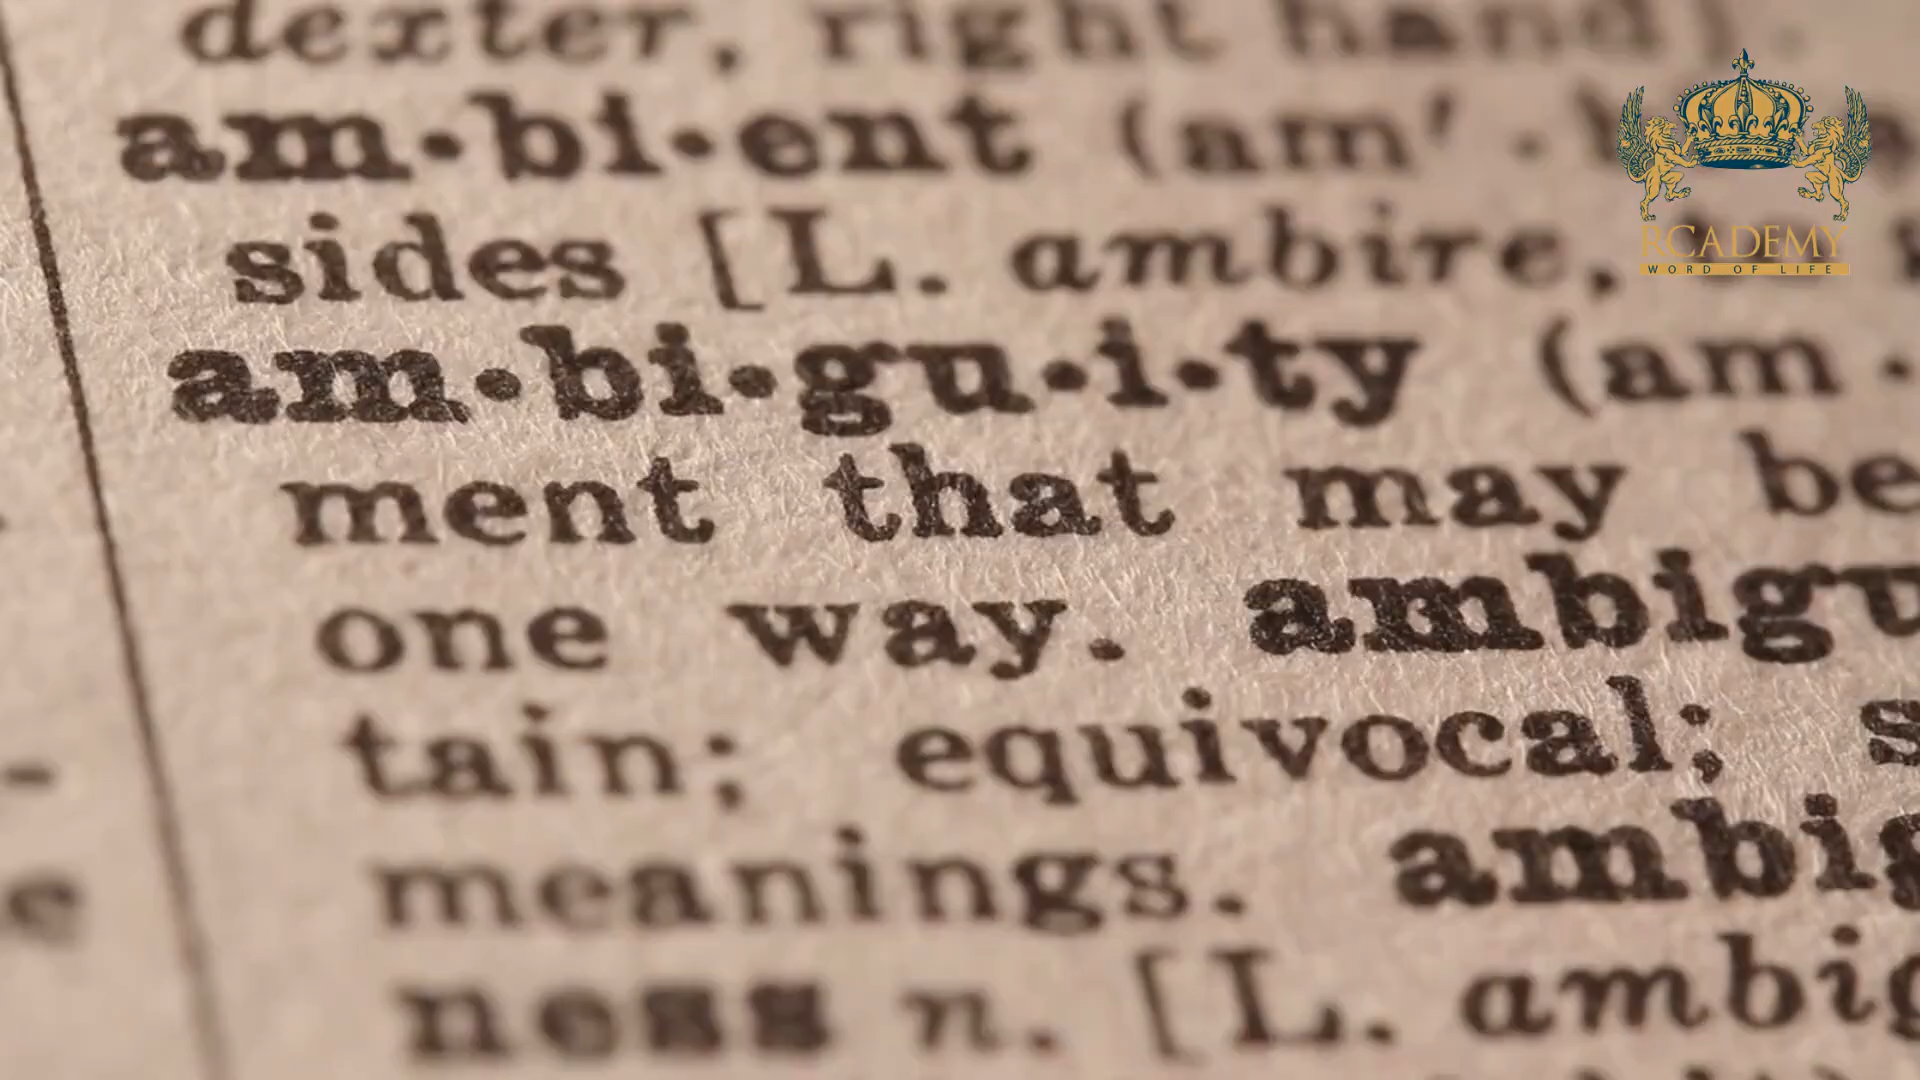 dexter, right hand].
am•bi•ent (am'
sides [L. ambire, to
am•bi•gu•i•ty (am
ment that may be
one way. ambigu
tain; equivocal; s
meanings. ambig
ness n. [L. ambig
-
e
RCADEMY
WORD OF LIFE